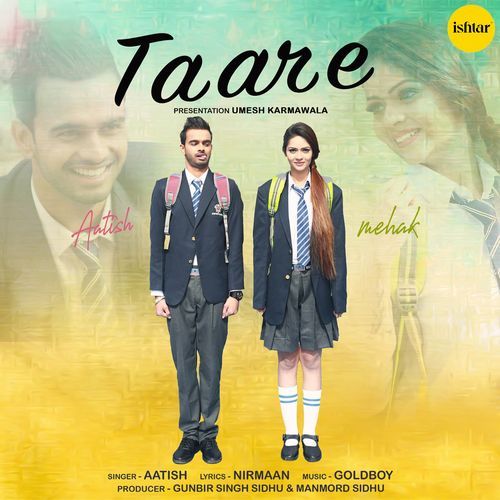 ishtar
Taare
PRESENTATION UMESH KARMAWALA
Aatish
mehak
SINGER - AATISH LYRICS - NIRMAAN MUSIC - GOLDBOY
PRODUCER - GUNBIR SINGH SIDHU & MANMORD SIDHU